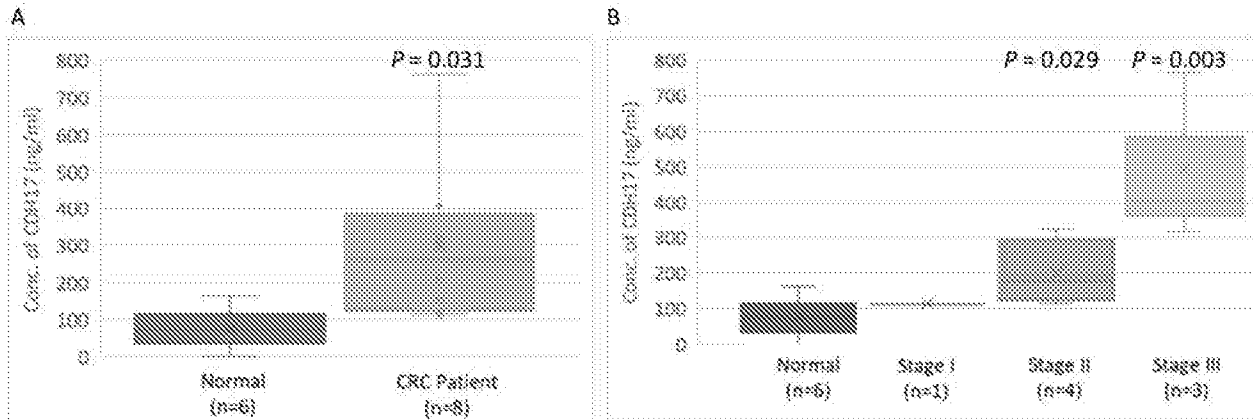 A
P = 0.031
800
700
600
500
400
300
200
100
0
Conc. of CDH17 (ng/ml)
Normal
(n=6)
CRC Patient
(n=8)
B
P = 0.029
P = 0.003
800
700
600
500
400
300
200
100
0
Conc. of CDH17 (ng/ml)
Normal
(n=6)
Stage I
(n=1)
Stage II
(n=4)
Stage III
(n=3)